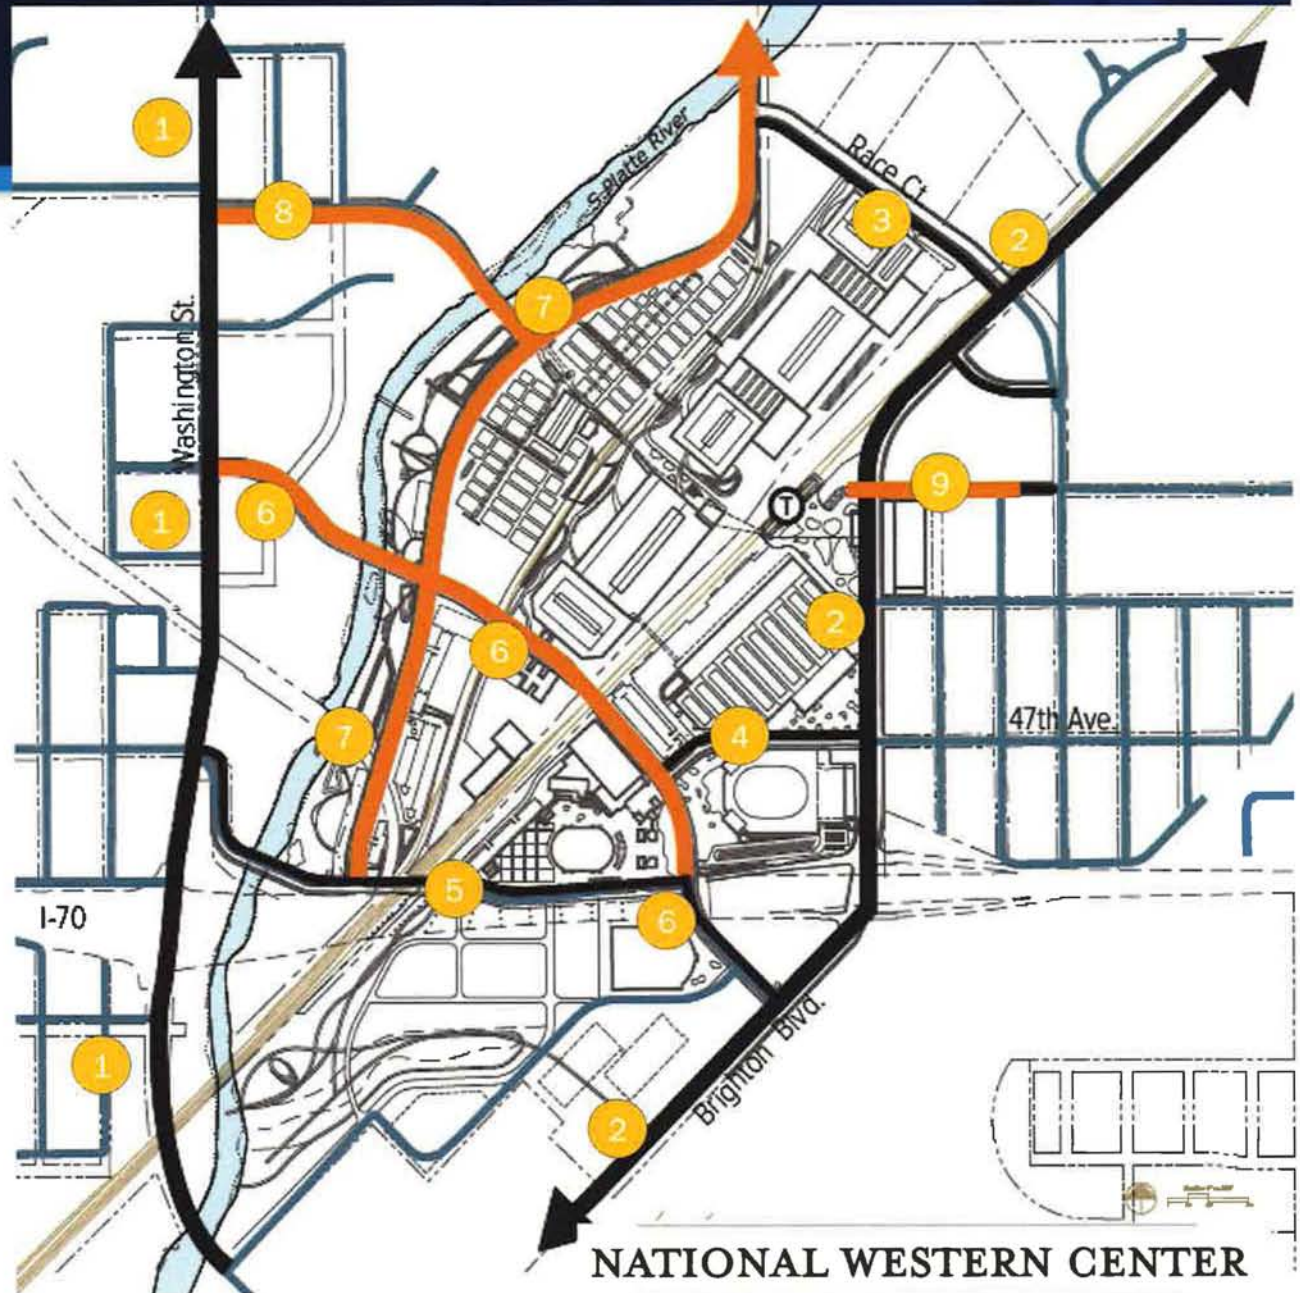 1
S. Platte River
Race Ct.
8
3
2
7
Washington St.
9
1
6
T
2
6
47th Ave.
7
4
5
I-70
6
1
Brighton Blvd.
2
NATIONAL WESTERN CENTER